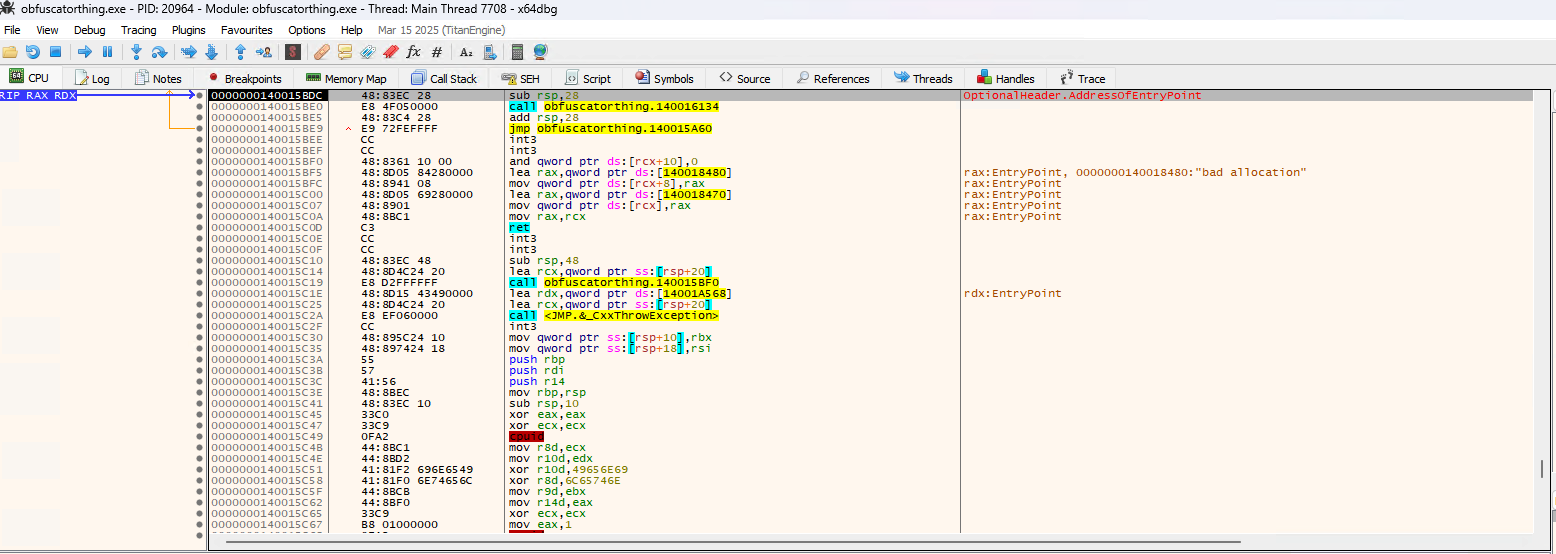 obfuscatorthing.exe - PID: 20964 - Module: obfuscatorthing.exe - Thread: Main Thread 7708 - x64dbg
File View Debug Tracing Plugins Favourites Options Help Mar 15 2025 (TitanEngine)
CPU Log Notes Breakpoints Memory Map Call Stack SEH Script Symbols Source References Threads Handles Trace
RIP RAX RDX 0000000140015BDC 48:83EC 28 sub rsp,28 OptionalHeader.AddressOfEntryPoint
0000000140015BE0 E8 4F050000 call obfuscatorthing.140016134
0000000140015BE5 48:83C4 28 add rsp,28
0000000140015BE9 ^ E9 72FEFFFF jmp obfuscatorthing.140015A60
0000000140015BEE CC int3
0000000140015BEF CC int3
0000000140015BF0 48:8361 10 00 and qword ptr ds:[rcx+10],0
0000000140015BF5 48:8D05 84280000 lea rax,qword ptr ds:[140018480] rax:EntryPoint, 0000000140018480:"bad allocation"
0000000140015BFC 48:8941 08 mov qword ptr ds:[rcx+8],rax rax:EntryPoint
0000000140015C00 48:8D05 69280000 lea rax,qword ptr ds:[140018470] rax:EntryPoint
0000000140015C07 48:8901 mov qword ptr ds:[rcx],rax rax:EntryPoint
0000000140015C0A 48:8BC1 mov rax,rcx rax:EntryPoint
0000000140015C0D C3 ret
0000000140015C0E CC int3
0000000140015C0F CC int3
0000000140015C10 48:83EC 48 sub rsp,48
0000000140015C14 48:8D4C24 20 lea rcx,qword ptr ss:[rsp+20]
0000000140015C19 E8 D2FFFFFF call obfuscatorthing.140015BF0
0000000140015C1E 48:8D15 43490000 lea rdx,qword ptr ds:[14001A568] rdx:EntryPoint
0000000140015C25 48:8D4C24 20 lea rcx,qword ptr ss:[rsp+20]
0000000140015C2A E8 EF060000 call <JMP.&_CxxThrowException>
0000000140015C2F CC int3
0000000140015C30 48:895C24 10 mov qword ptr ss:[rsp+10],rbx
0000000140015C35 48:897424 18 mov qword ptr ss:[rsp+18],rsi
0000000140015C3A 55 push rbp
0000000140015C3B 57 push rdi
0000000140015C3C 41:56 push r14
0000000140015C3E 48:8BEC mov rbp,rsp
0000000140015C41 48:83EC 10 sub rsp,10
0000000140015C45 33C0 xor eax,eax
0000000140015C47 33C9 xor ecx,ecx
0000000140015C49 0FA2 cpuid
0000000140015C4B 44:8BC1 mov r8d,ecx
0000000140015C4E 44:8BD2 mov r10d,edx
0000000140015C51 41:81F2 696E6549 xor r10d,49656E69
0000000140015C58 41:81F0 6E74656C xor r8d,6C65746E
0000000140015C5F 44:8BCB mov r9d,ebx
0000000140015C62 44:8BF0 mov r14d,eax
0000000140015C65 33C9 xor ecx,ecx
0000000140015C67 B8 01000000 mov eax,1